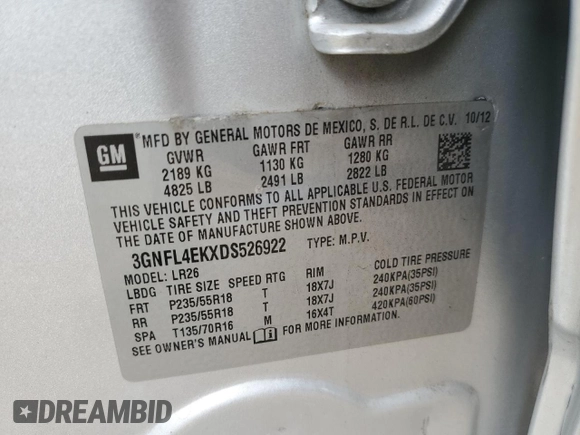 GM
MFD BY GENERAL MOTORS DE MEXICO, S. DE R.L. DE C.V. 10/12
GVWR GAWR FRT GAWR RR
2189 KG 1130 KG 1280 KG
4825 LB 2491 LB 2822 LB
THIS VEHICLE CONFORMS TO ALL APPLICABLE U.S. FEDERAL MOTOR
VEHICLE SAFETY AND THEFT PREVENTION STANDARDS IN EFFECT ON
THE DATE OF MANUFACTURE SHOWN ABOVE.
3GNFL4EKXDS526922 TYPE: M.P.V.
MODEL: LR26
LBDG TIRE SIZE SPEED RTG RIM COLD TIRE PRESSURE
FRT P235/55R18 T 18X7J 240KPA(35PSI)
RR P235/55R18 T 18X7J 240KPA(35PSI)
SPA T135/70R16 M 16X4T 420KPA(60PSI)
SEE OWNER'S MANUAL FOR MORE INFORMATION.
DREAMBID